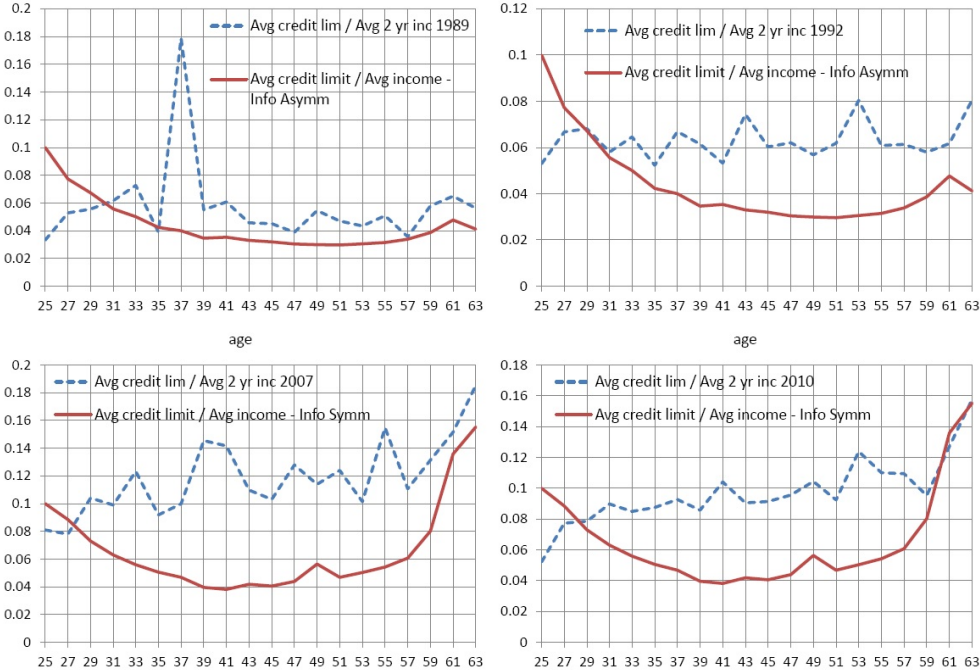 0.2
0.18
0.16
0.14
0.12
0.1
0.08
0.06
0.04
0.02
0
Avg credit lim / Avg 2 yr inc 1989
Avg credit limit / Avg income -
Info Asymm
25 27 29 31 33 35 37 39 41 43 45 47 49 51 53 55 57 59 61 63
age
0.12
0.1
0.08
0.06
0.04
0.02
0
Avg credit lim / Avg 2 yr inc 1992
Avg credit limit / Avg income - Info Asymm
25 27 29 31 33 35 37 39 41 43 45 47 49 51 53 55 57 59 61 63
age
0.2
0.18
0.16
0.14
0.12
0.1
0.08
0.06
0.04
0.02
0
Avg credit lim / Avg 2 yr inc 2007
Avg credit limit / Avg income - Info Symm
25 27 29 31 33 35 37 39 41 43 45 47 49 51 53 55 57 59 61 63
0.18
0.16
0.14
0.12
0.1
0.08
0.06
0.04
0.02
0
Avg credit lim / Avg 2 yr inc 2010
Avg credit limit / Avg income - Info Symm
25 27 29 31 33 35 37 39 41 43 45 47 49 51 53 55 57 59 61 63